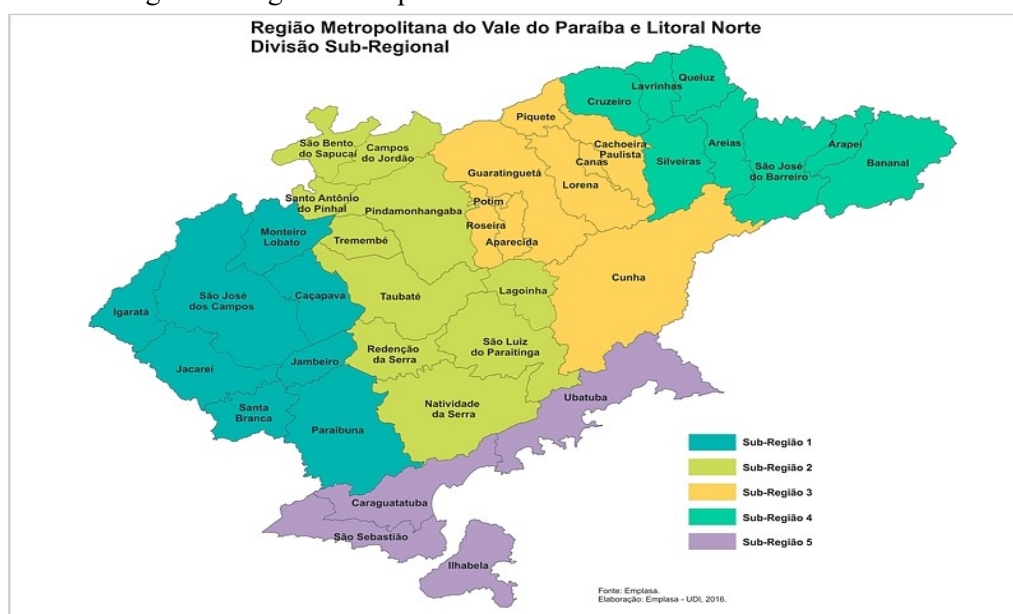 Região Metropolitana do Vale do Paraíba e Litoral Norte
Divisão Sub-Regional
Queluz
Lavrinhas
Cruzeiro
Piquete
Cachoeira
Paulista
Canas
Areias
Arapeí
São José
do Barreiro
Bananal
Silveiras
São Bento
do Sapucaí
Campos
do Jordão
Guaratinguetá
Lorena
Santo Antônio
do Pinhal
Pindamonhangaba
Potim
Roseira
Aparecida
Monteiro
Lobato
Tremembé
Cunha
São José
dos Campos
Caçapava
Taubaté
Lagoinha
Igaratá
Redenção
da Serra
São Luiz
do Paraitinga
Jambeiro
Jacareí
Santa
Branca
Paraibuna
Natividade
da Serra
Ubatuba
Caraguatatuba
São Sebastião
Ilhabela
Sub-Região 1
Sub-Região 2
Sub-Região 3
Sub-Região 4
Sub-Região 5
Fonte: Emplasa.
Elaboração: Emplasa - UDI, 2016.